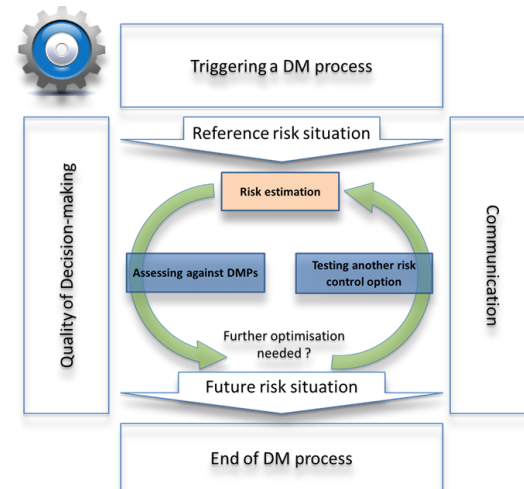 Triggering a DM process
Reference risk situation
Quality of Decision-making
Risk estimation
Communication
Assessing against DMPs
Testing another risk
control option
Further optimisation
needed ?
Future risk situation
End of DM process